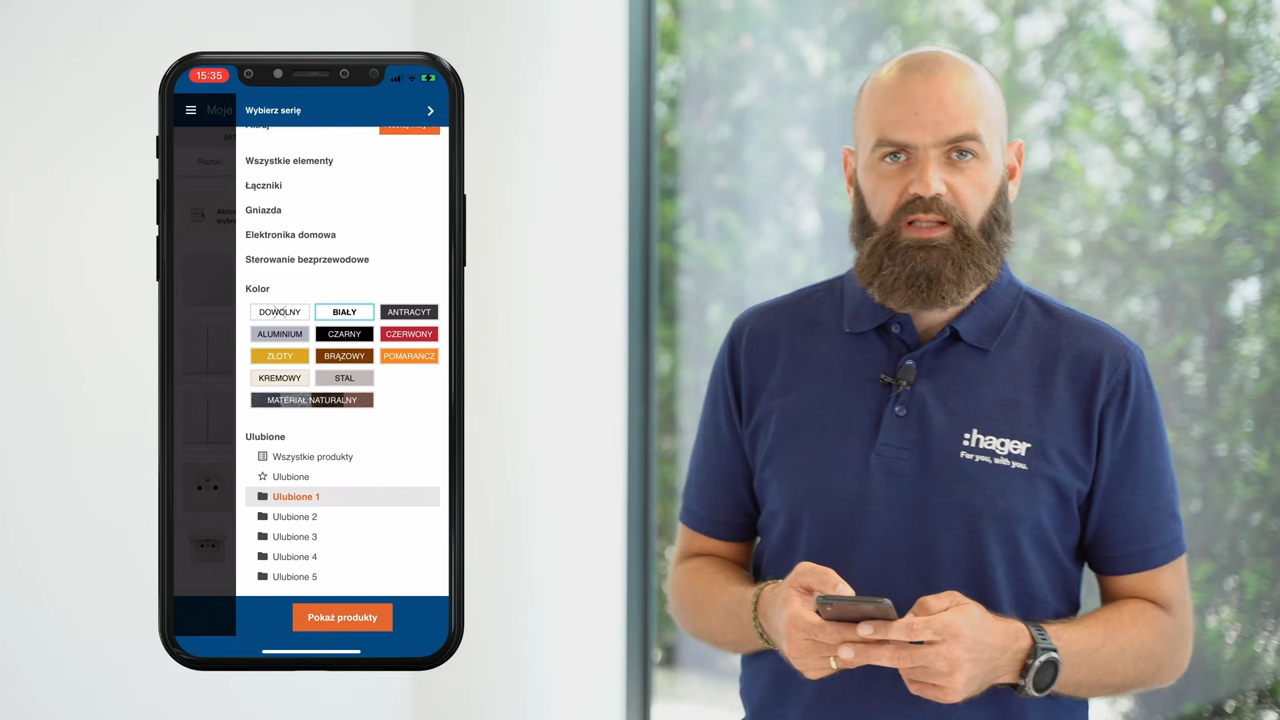 15:35
Moje
Wybierz serię
Ramki
Wszystkie elementy
Łączniki
Gniazda
Elektronika domowa
Sterowanie bezprzewodowe
Kolor
DOWOLNY
BIAŁY
ANTRACYT
ALUMINIUM
CZARNY
CZERWONY
ZŁOTY
BRĄZOWY
POMARAŃCZ
KREMOWY
STAL
MATERIAŁ NATURALNY
Ulubione
Wszystkie produkty
Ulubione
Ulubione 1
Ulubione 2
Ulubione 3
Ulubione 4
Ulubione 5
Pokaż produkty
:hager
For you, with you.